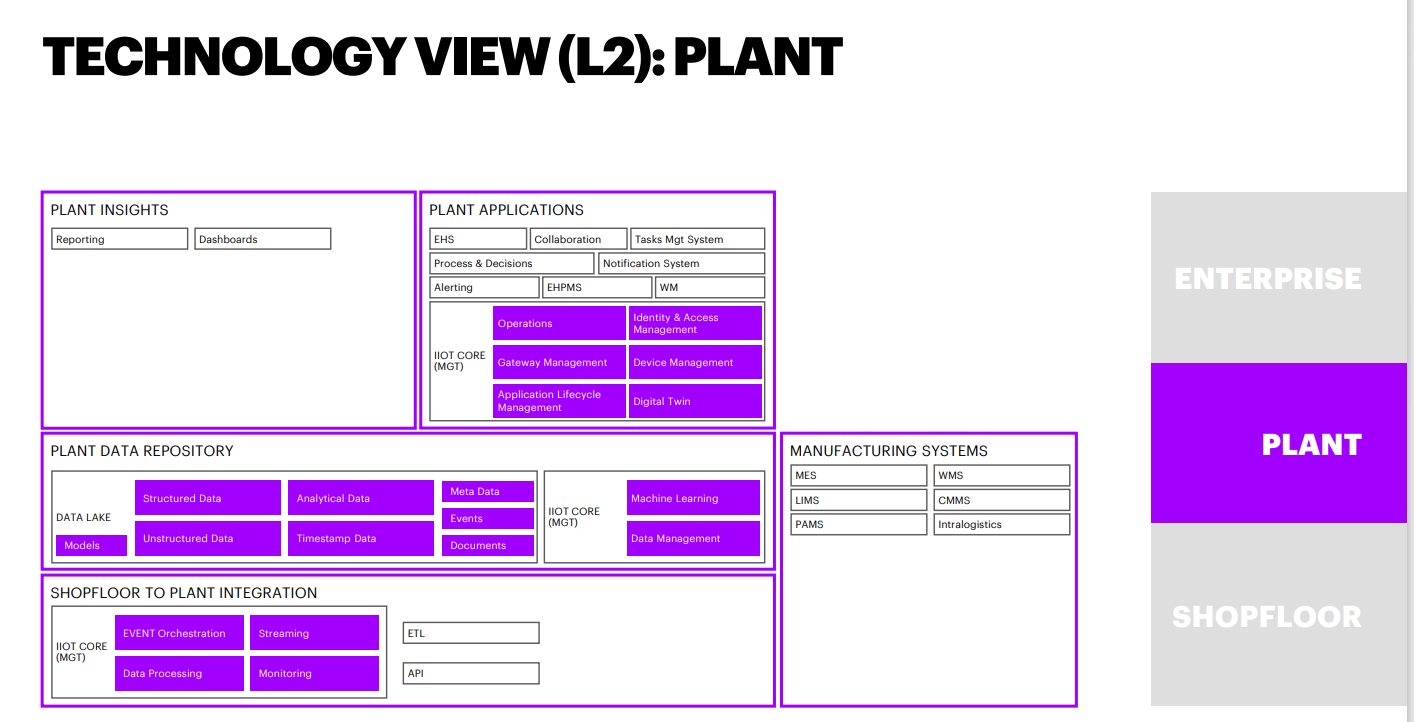 TECHNOLOGY VIEW (L2): PLANT
PLANT INSIGHTS
Reporting
Dashboards
PLANT APPLICATIONS
EHS
Collaboration
Tasks Mgt System
Process & Decisions
Notification System
Alerting
EHPMS
WM
IIOT CORE
(MGT)
Operations
Identity & Access
Management
Gateway Management
Device Management
Application Lifecycle
Management
Digital Twin
PLANT DATA REPOSITORY
DATA LAKE
Models
Structured Data
Analytical Data
Meta Data
Events
Unstructured Data
Timestamp Data
Documents
IIOT CORE
(MGT)
Machine Learning
Data Management
MANUFACTURING SYSTEMS
MES
WMS
LIMS
CMMS
PAMS
Intralogistics
SHOPFLOOR TO PLANT INTEGRATION
IIOT CORE
(MGT)
EVENT Orchestration
Streaming
Data Processing
Monitoring
ETL
API
ENTERPRISE
PLANT
SHOPFLOOR